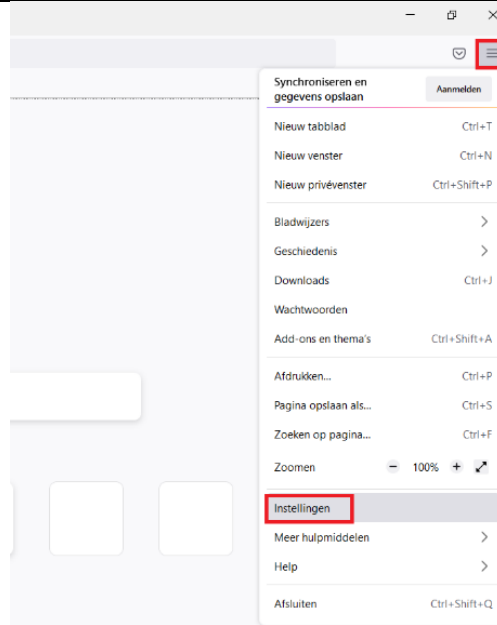 Synchroniseren en
gegevens opslaan
Aanmelden
Nieuw tabblad Ctrl+T
Nieuw venster Ctrl+N
Nieuw privévenster Ctrl+Shift+P
Bladwijzers
Geschiedenis
Downloads Ctrl+J
Wachtwoorden
Add-ons en thema's Ctrl+Shift+A
Afdrukken... Ctrl+P
Pagina opslaan als... Ctrl+S
Zoeken op pagina... Ctrl+F
Zoomen − 100% +
Instellingen
Meer hulpmiddelen
Help
Afsluiten Ctrl+Shift+Q